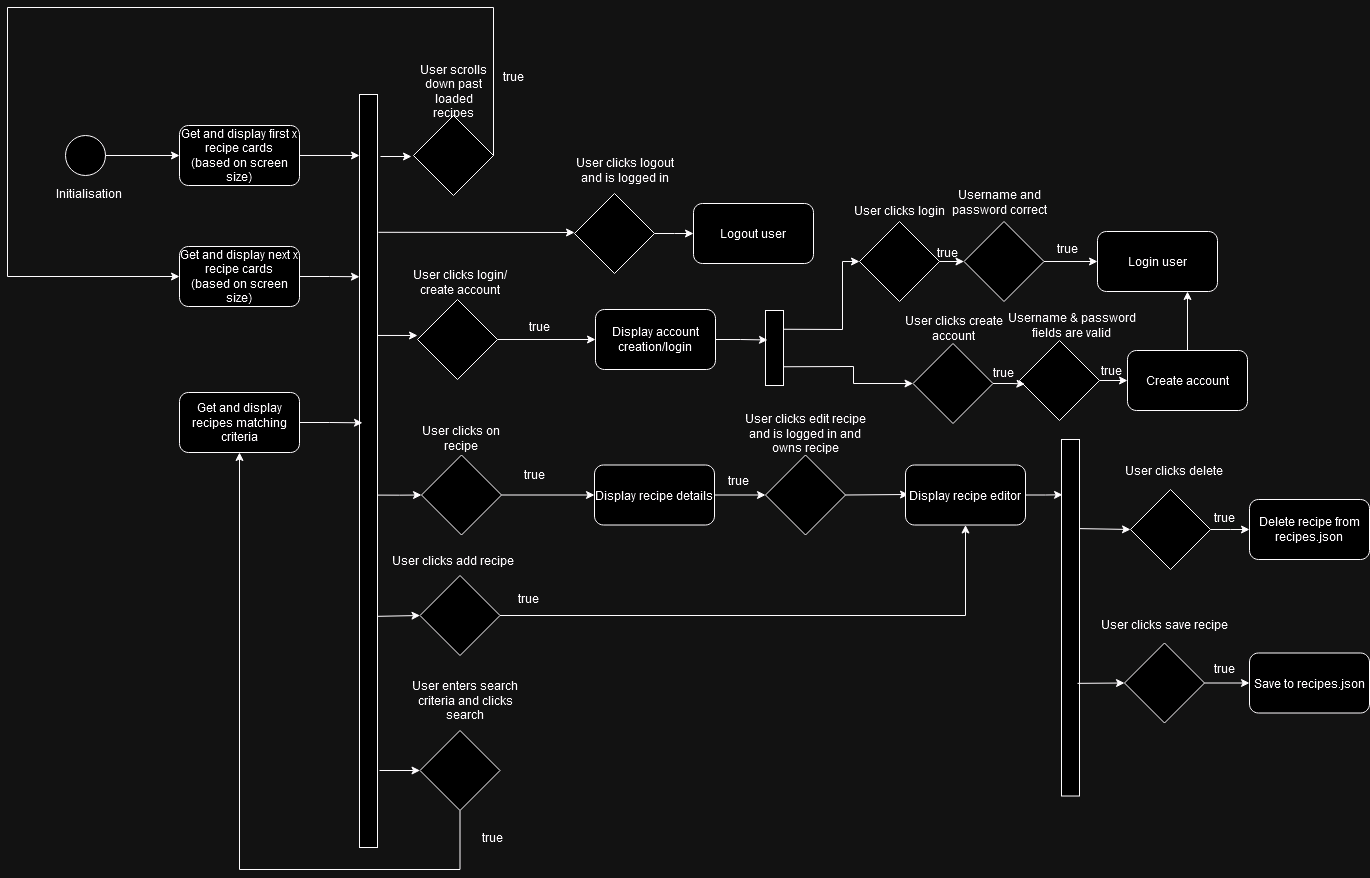 User scrolls
down past
loaded
recipes
true
Get and display first x
recipe cards
(based on screen
size)
Initialisation
User clicks logout
and is logged in
Logout user
Get and display next x
recipe cards
(based on screen
size)
User clicks login/
create account
true
Display account
creation/login
User clicks login
true
Username and
password correct
true
Login user
User clicks create
account
true
Username & password
fields are valid
true
Create account
Get and display
recipes matching
criteria
User clicks on
recipe
true
Display recipe details
true
User clicks edit recipe
and is logged in and
owns recipe
Display recipe editor
User clicks delete
true
Delete recipe from
recipes.json
User clicks add recipe
true
User clicks save recipe
true
Save to recipes.json
User enters search
criteria and clicks
search
true